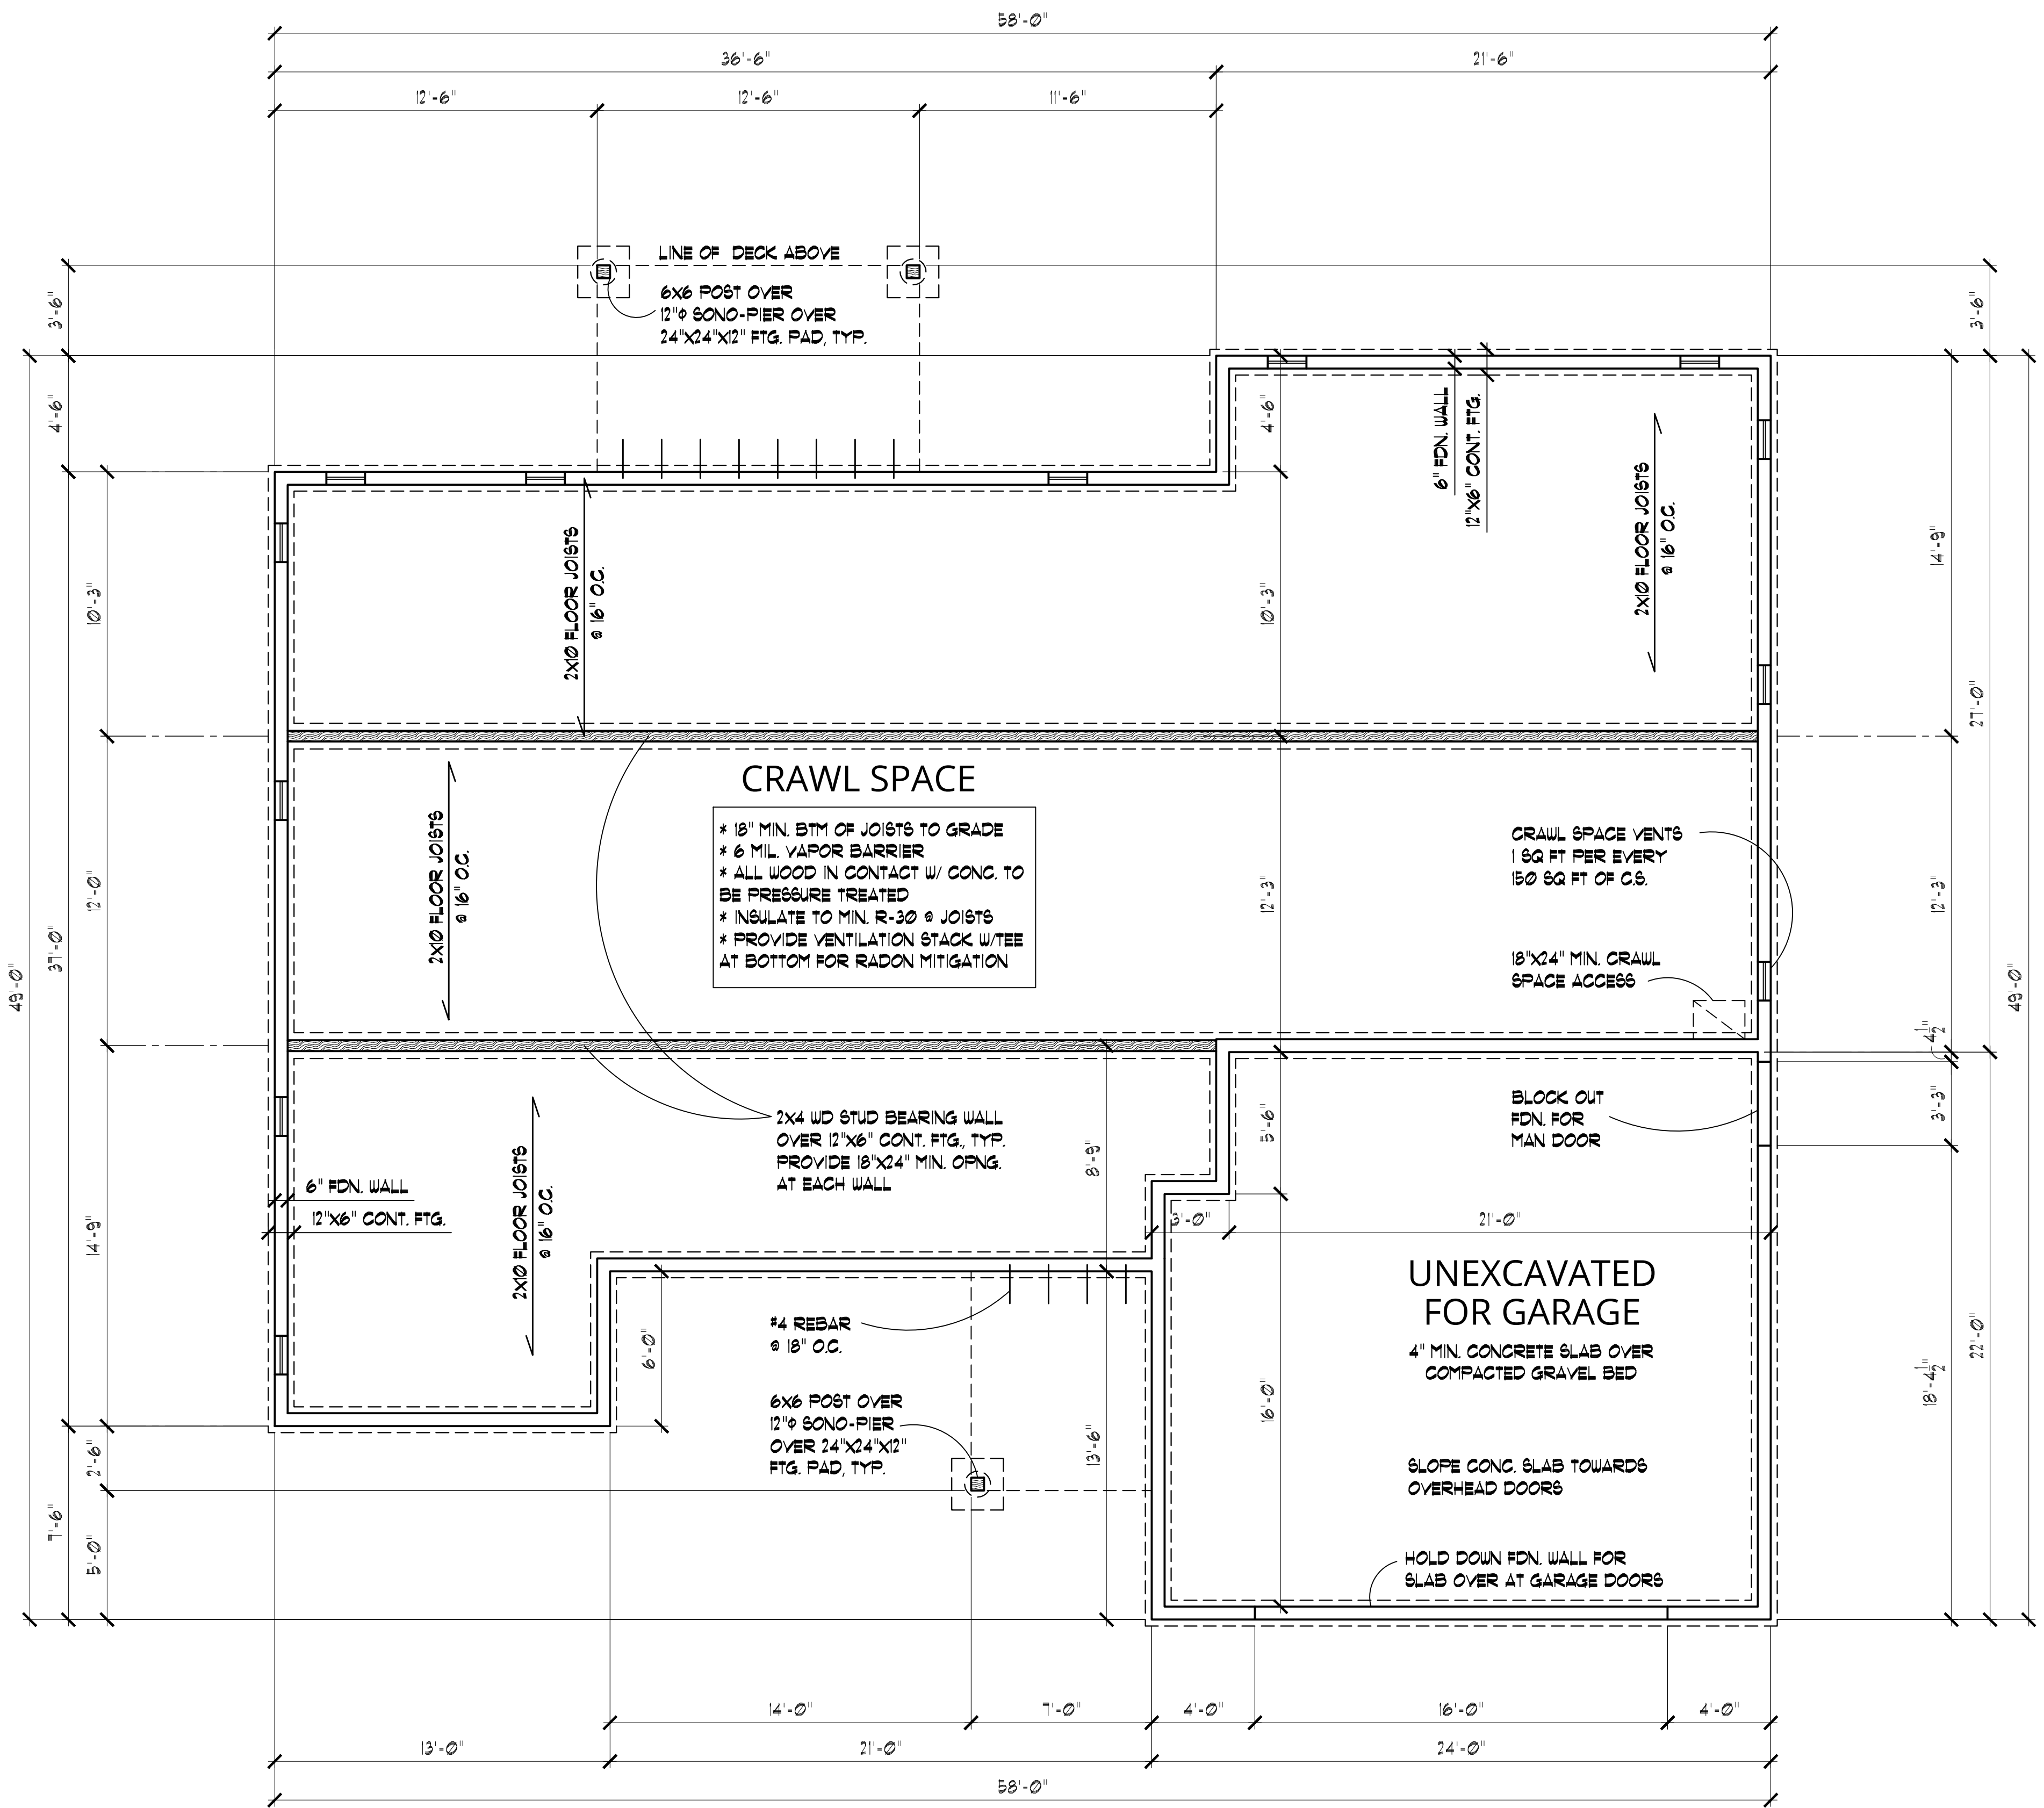 58'-0"
36'-6"
21'-6"
12'-6"
12'-6"
11'-6"
LINE OF DECK ABOVE
6X6 POST OVER
12"Φ SONO-PIER OVER
24"X24"X12" FTG. PAD, TYP.
3'-6"
3'-6"
4'-6"
4'-6"
6" FDN. WALL
12"X6" CONT. FTG.
2X10 FLOOR JOISTS
@ 16" O.C.
2X10 FLOOR JOISTS
@ 16" O.C.
10'-3"
10'-3"
14'-9"
27'-0"
CRAWL SPACE
* 18" MIN. BTM OF JOISTS TO GRADE
* 6 MIL. VAPOR BARRIER
* ALL WOOD IN CONTACT W/ CONC. TO
BE PRESSURE TREATED
* INSULATE TO MIN. R-30 @ JOISTS
* PROVIDE VENTILATION STACK W/TEE
AT BOTTOM FOR RADON MITIGATION
2X10 FLOOR JOISTS
@ 16" O.C.
CRAWL SPACE VENTS
1 SQ FT PER EVERY
150 SQ FT OF C.S.
18"X24" MIN. CRAWL
SPACE ACCESS
12'-0"
12'-3"
12'-3"
37'-0"
49'-0"
49'-0"
4 1/2"
3'-3"
BLOCK OUT
FDN. FOR
MAN DOOR
2X4 WD STUD BEARING WALL
OVER 12"X6" CONT. FTG., TYP.
PROVIDE 18"X24" MIN. OPNG.
AT EACH WALL
8'-9"
5'-6"
6" FDN. WALL
12"X6" CONT. FTG.
2X10 FLOOR JOISTS
@ 16" O.C.
14'-9"
3'-0"
21'-0"
UNEXCAVATED
FOR GARAGE
4" MIN. CONCRETE SLAB OVER
COMPACTED GRAVEL BED
#4 REBAR
@ 18" O.C.
6'-0"
6X6 POST OVER
12"Φ SONO-PIER
OVER 24"X24"X12"
FTG. PAD, TYP.
13'-6"
16'-0"
18'-4 1/2"
22'-0"
SLOPE CONC. SLAB TOWARDS
OVERHEAD DOORS
2'-6"
7'-6"
5'-0"
HOLD DOWN FDN. WALL FOR
SLAB OVER AT GARAGE DOORS
14'-0"
7'-0"
4'-0"
16'-0"
4'-0"
13'-0"
21'-0"
24'-0"
58'-0"